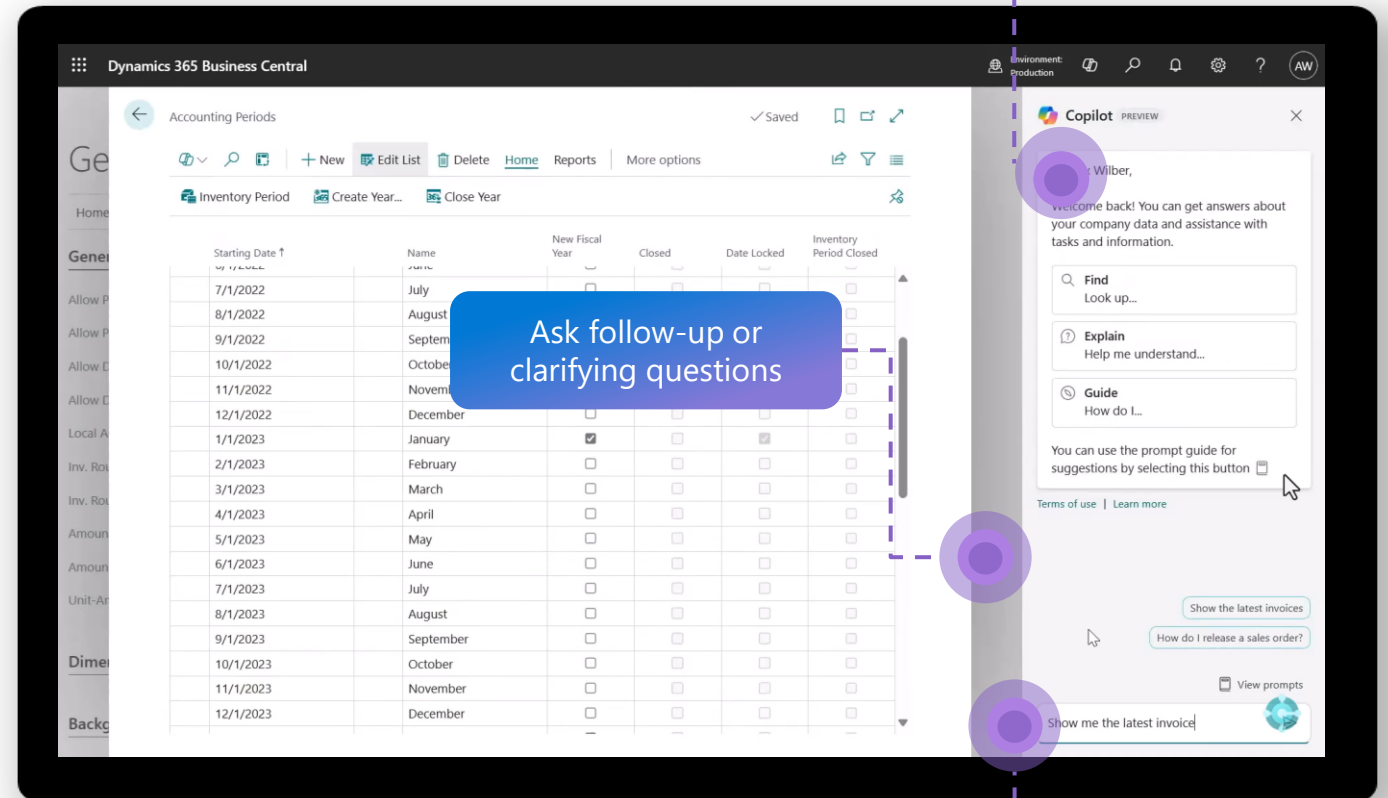 Dynamics 365 Business Central
Environment:
Production
AW
Accounting Periods
Saved
New
Edit List
Delete
Home
Reports
More options
Inventory Period
Create Year...
Close Year
Starting Date
Name
New Fiscal
Year
Closed
Date Locked
Inventory
Period Closed
7/1/2022 July
8/1/2022 August
9/1/2022
10/1/2022
11/1/2022
12/1/2022 December
1/1/2023 January
2/1/2023 February
3/1/2023 March
4/1/2023 April
5/1/2023 May
6/1/2023 June
7/1/2023 July
8/1/2023 August
9/1/2023 September
10/1/2023 October
11/1/2023 November
12/1/2023 December
Ask follow-up or
clarifying questions
Home
Allow
Allow
Allow
Allow
Local
Inv.
Inv.
Copilot PREVIEW
Wilber,
Welcome back! You can get answers about
your company data and assistance with
tasks and information.
Find
Look up...
Explain
Help me understand...
Guide
How do I...
You can use the prompt guide for
suggestions by selecting this button
Terms of use | Learn more
Show the latest invoices
How do I release a sales order?
View prompts
Show me the latest invoice